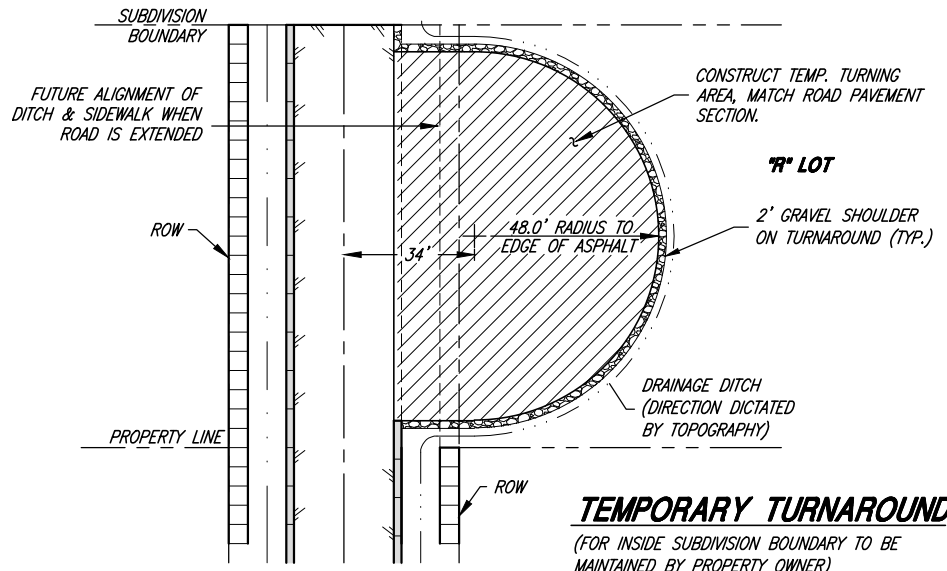 SUBDIVISION
BOUNDARY
FUTURE ALIGNMENT OF
DITCH & SIDEWALK WHEN
ROAD IS EXTENDED
CONSTRUCT TEMP. TURNING
AREA, MATCH ROAD PAVEMENT
SECTION.
"R" LOT
ROW
34'
48.0' RADIUS TO
EDGE OF ASPHALT
2' GRAVEL SHOULDER
ON TURNAROUND (TYP.)
DRAINAGE DITCH
(DIRECTION DICTATED
BY TOPOGRAPHY)
PROPERTY LINE
ROW
TEMPORARY TURNAROUND
(FOR INSIDE SUBDIVISION BOUNDARY TO BE
MAINTAINED BY PROPERTY OWNER)